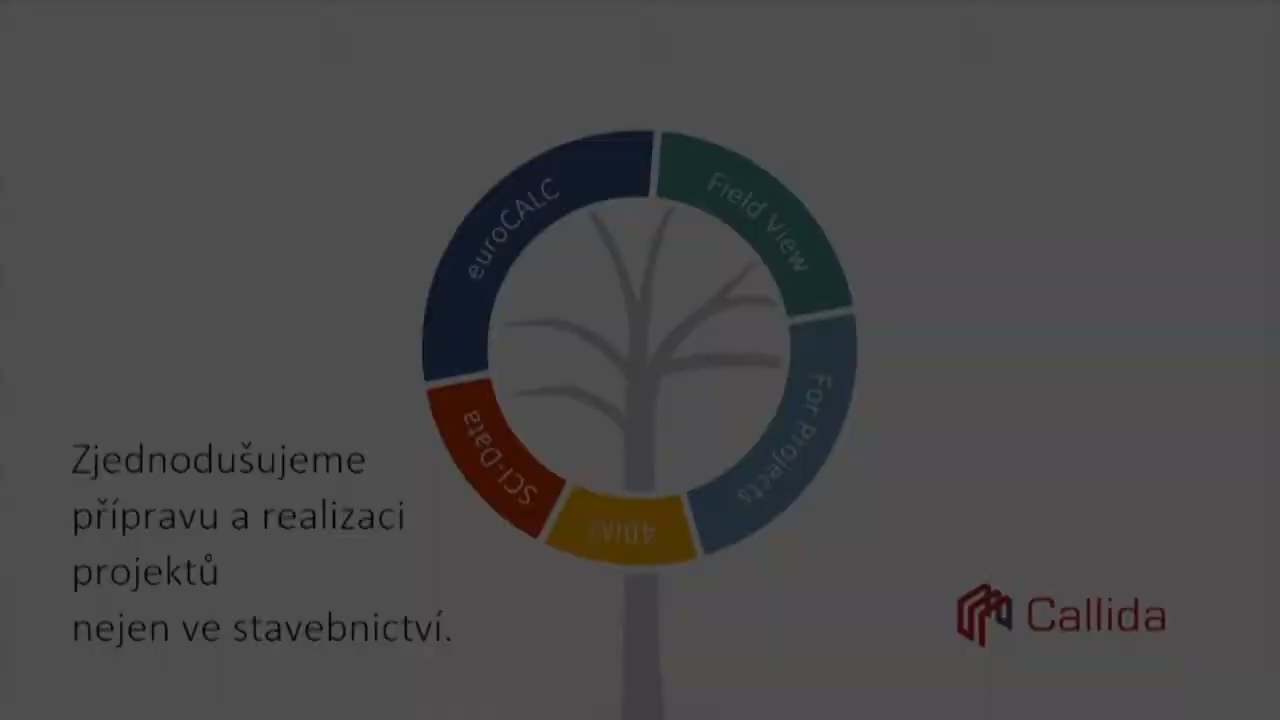 euroCALC
Field View
For Projects
SCI-Data
Zjednodušujeme
přípravu a realizaci
projektů
nejen ve stavebnictví.
Callida